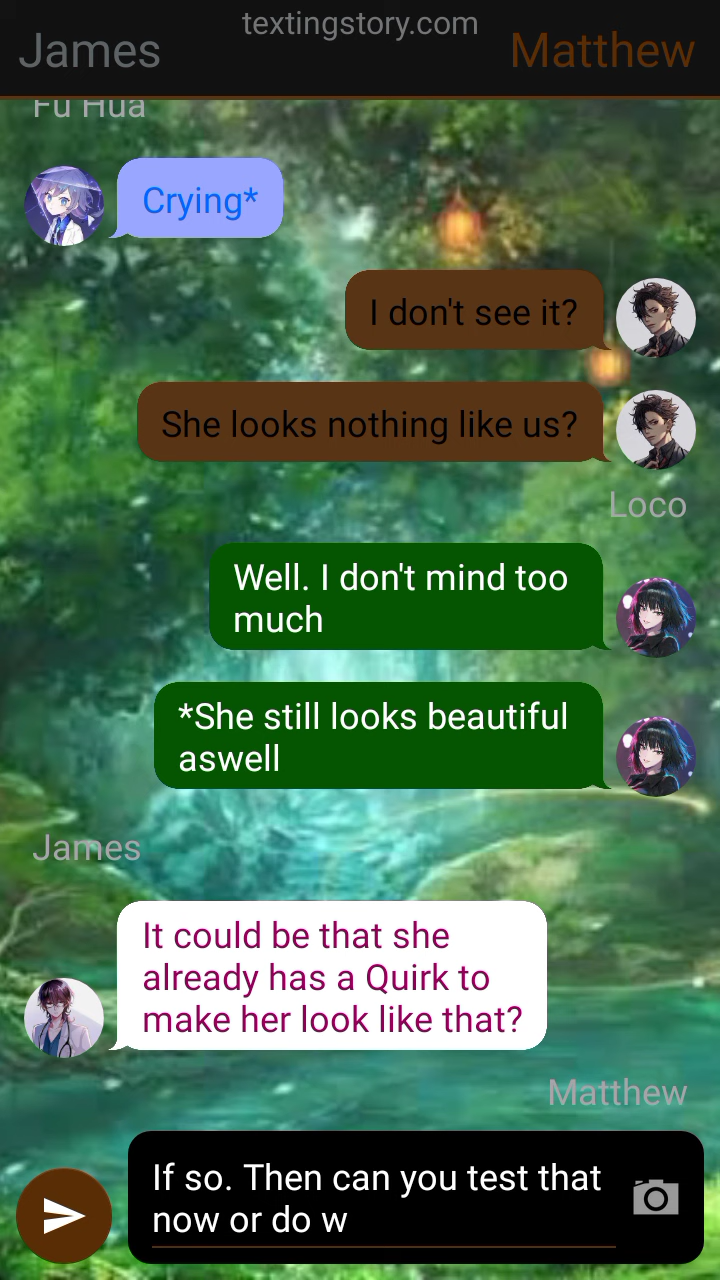 textingstory.com
James
Matthew
Fu Hua
Crying*
I don't see it?
She looks nothing like us?
Loco
Well. I don't mind too
much
*She still looks beautiful
aswell
James
It could be that she
already has a Quirk to
make her look like that?
Matthew
If so. Then can you test that
now or do w